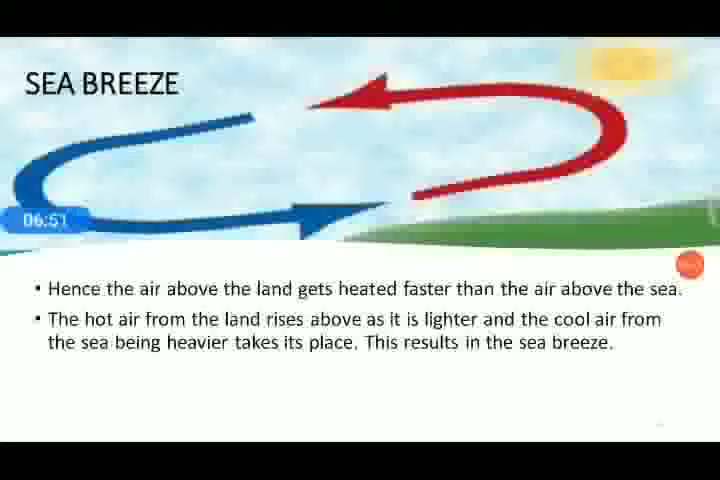 SEA BREEZE
06:51
• Hence the air above the land gets heated faster than the air above the sea.
• The hot air from the land rises above as it is lighter and the cool air from
the sea being heavier takes its place. This results in the sea breeze.